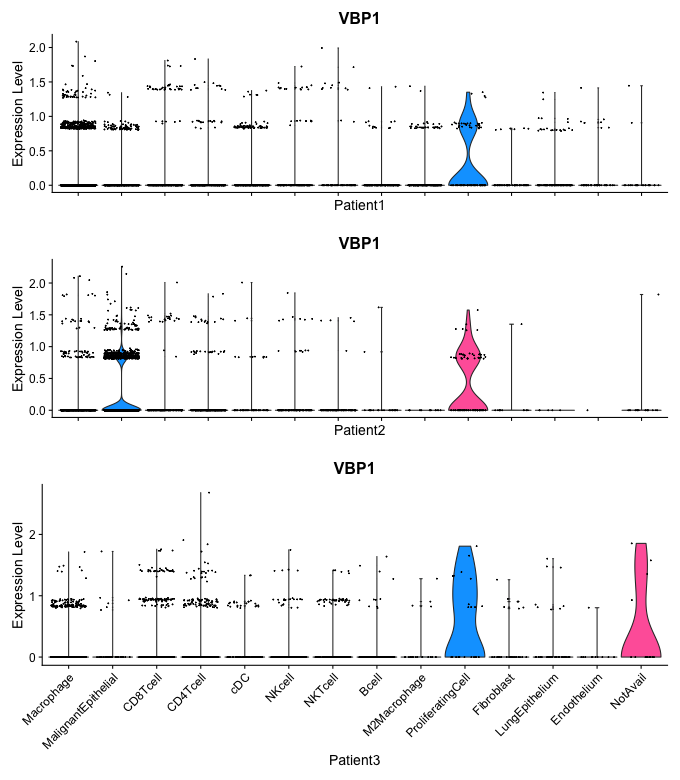 VBP1
Expression Level
2.0
1.5
1.0
0.5
0.0
Patient1
VBP1
Expression Level
2.0
1.5
1.0
0.5
0.0
Patient2
VBP1
Expression Level
2
1
0
Macrophage
MalignantEpithelial
CD8Tcell
CD4Tcell
cDC
NKcell
NKTcell
Bcell
M2Macrophage
ProliferatingCell
Fibroblast
LungEpithelium
Endothelium
NotAvail
Patient3